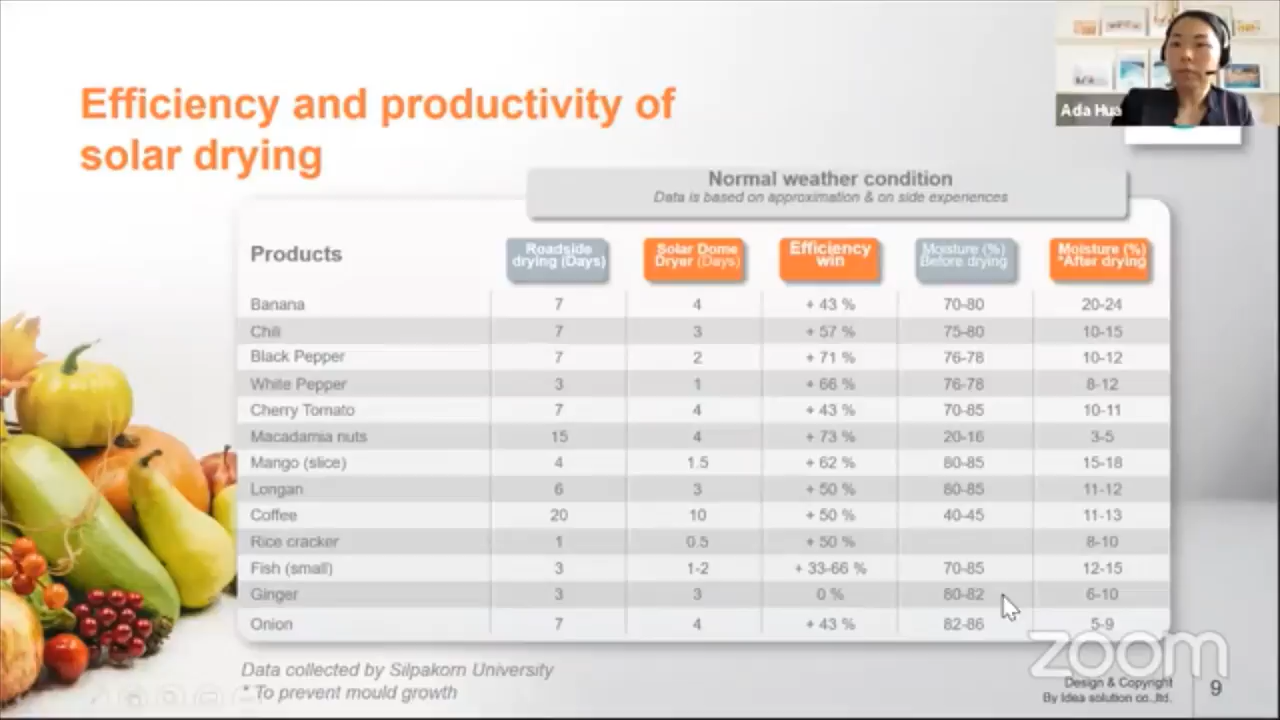 Ada Hua
Efficiency and productivity of
solar drying
Normal weather condition
Data is based on approximation & on side experiences
Products
Roadside drying (Days)
Solar Dome Dryer (Days)
Efficiency win
Moisture (%) Before drying
Moisture (%) *After drying
Banana 7 4 + 43 % 70-80 20-24
Chili 7 3 + 57 % 75-80 10-15
Black Pepper 7 2 + 71 % 76-78 10-12
White Pepper 3 1 + 66 % 76-78 8-12
Cherry Tomato 7 4 + 43 % 70-85 10-11
Macadamia nuts 15 4 + 73 % 20-16 3-5
Mango (slice) 4 1.5 + 62 % 80-85 15-18
Longan 6 3 + 50 % 80-85 11-12
Coffee 20 10 + 50 % 40-45 11-13
Rice cracker 1 0.5 + 50 % 8-10
Fish (small) 3 1-2 + 33-66 % 70-85 12-15
Ginger 3 3 0 % 80-82 6-10
Onion 7 4 + 43 % 82-86 5-9
zoom
Data collected by Silpakorn University
* To prevent mould growth
Design & Copyright
By Idea solution co.,ltd.
9